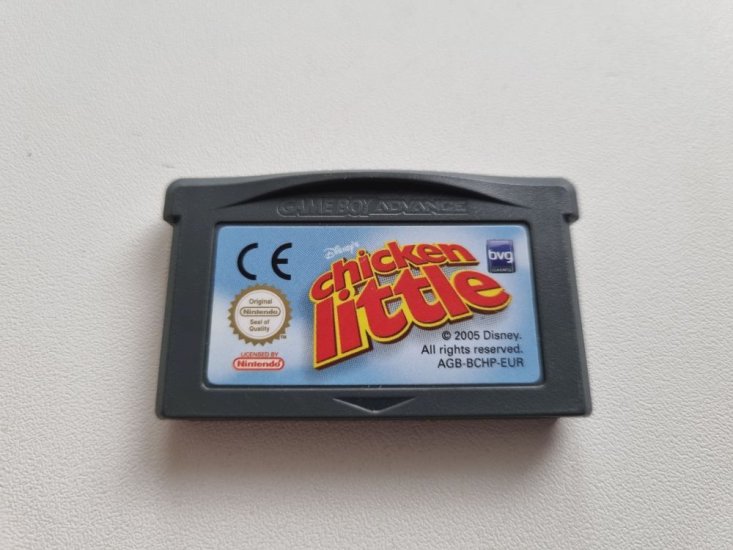 GAME BOY ADVANCE
CE
Disney's
chicken
little
bvg
Original
Nintendo
Seal of
Quality
TM
LICENSED BY
Nintendo
© 2005 Disney.
All rights reserved.
AGB-BCHP-EUR